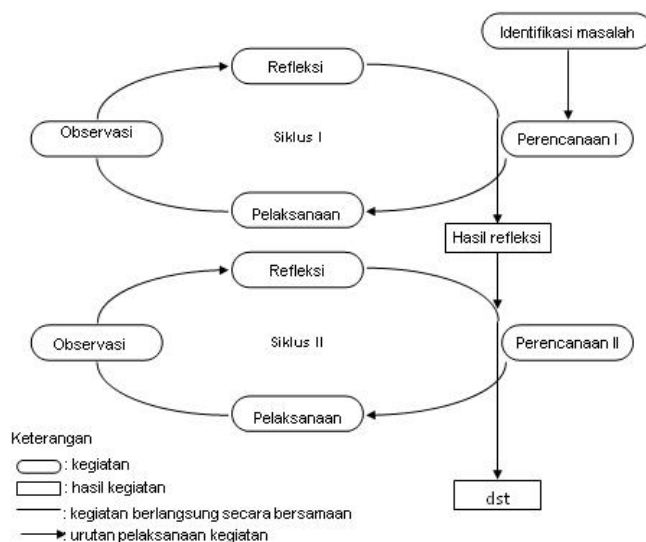 Identifikasi masalah
Refleksi
Observasi
Siklus I
Perencanaan I
Pelaksanaan
Hasil refleksi
Refleksi
Observasi
Siklus II
Perencanaan II
Pelaksanaan
Keterangan
: kegiatan
: hasil kegiatan
dst
: kegiatan berlangsung secara bersamaan
: urutan pelaksanaan kegiatan